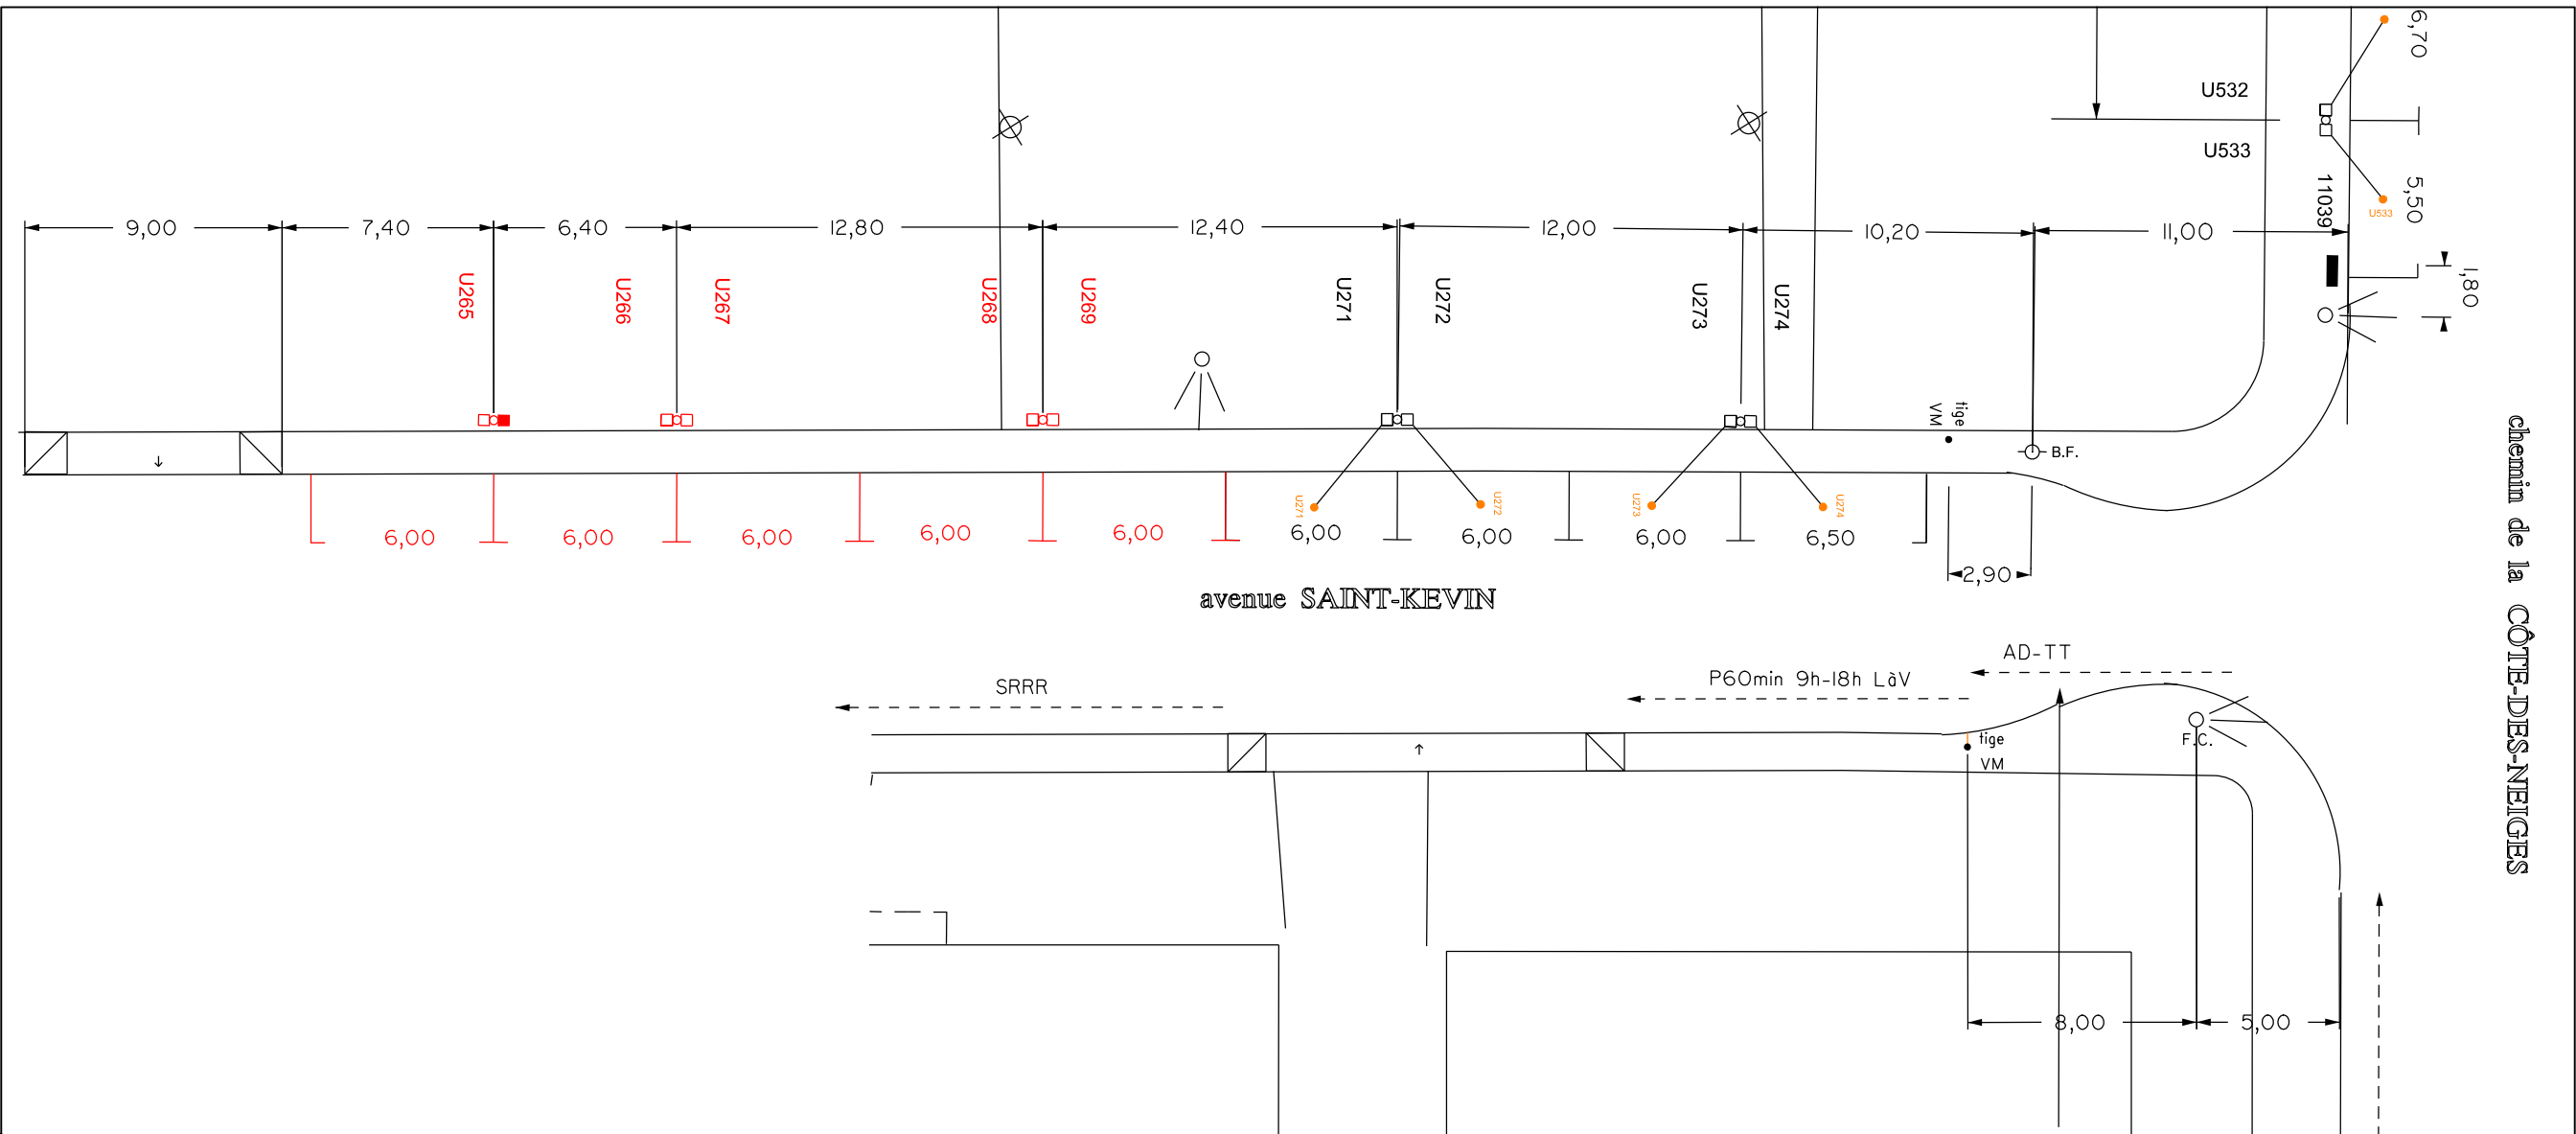 6,70
U532
U533
5,50
U533
11039
1,80
9,00
7,40
6,40
12,80
12,40
12,00
10,20
11,00
U265
U266
U267
U268
U269
U271
U272
U273
U274
tige
VM
B.F.
U271
U272
U273
U274
6,00
6,00
6,00
6,00
6,00
6,00
6,00
6,00
6,50
2,90
avenue SAINT-KEVIN
chemin de la CÔTE-DES-NEIGES
SRRR
P60min 9h-18h LàV
AD-TT
tige
VM
F.C.
8,00
5,00